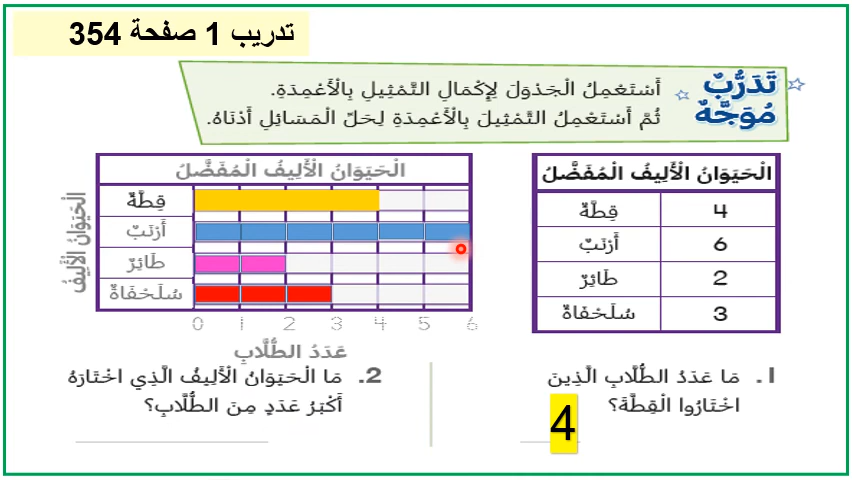 تدريب 1 صفحة 354
تَدَرُّبٌ مُوَجَّهٌ
أَسْتَعْمِلُ الْجَدْوَلَ لِإِكْمَالِ التَّمْثِيلِ بِالْأَعْمِدَةِ.
ثُمَّ أَسْتَعْمِلُ التَّمْثِيلَ بِالْأَعْمِدَةِ لِحَلِّ الْمَسَائِلِ أَدْنَاهُ.
الْحَيَوَانُ الْأَلِيفُ الْمُفَضَّلُ
قِطَّةٌ 4
أَرْنَبٌ 6
طَائِرٌ 2
سُلَحْفَاةٌ 3
الْحَيَوَانُ الْأَلِيفُ الْمُفَضَّلُ
الْحَيَوَانُ الْأَلِيفُ
قِطَّةٌ
أَرْنَبٌ
طَائِرٌ
سُلَحْفَاةٌ
0 1 2 3 4 5 6
عَدَدُ الطُّلَّابِ
1. مَا عَدَدُ الطُّلَّابِ الَّذِينَ
اخْتَارُوا الْقِطَّةَ؟
4
2. مَا الْحَيَوَانُ الْأَلِيفُ الَّذِي اخْتَارَهُ
أَكْبَرُ عَدَدٍ مِنَ الطُّلَّابِ؟